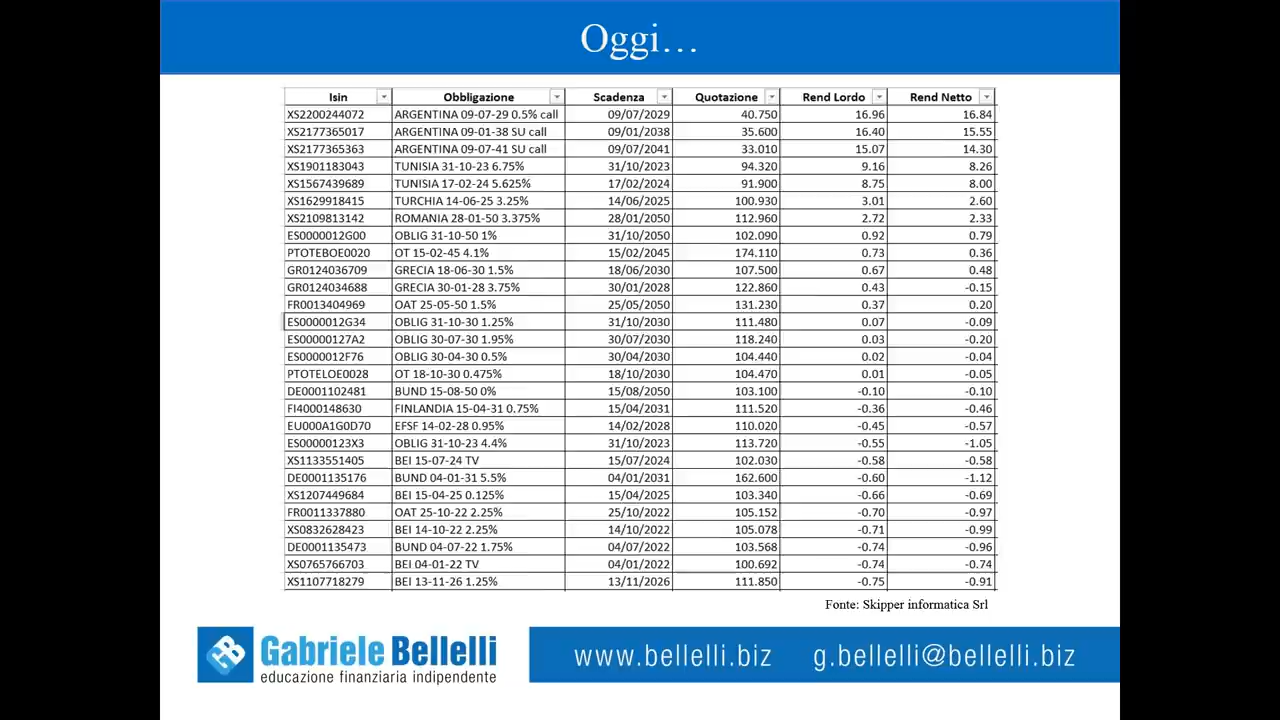 Oggi…
Isin Obbligazione Scadenza Quotazione Rend Lordo Rend Netto
XS2200244072 ARGENTINA 09-07-29 0.5% call 09/07/2029 40.750 16.96 16.84
XS2177365017 ARGENTINA 09-01-38 SU call 09/01/2038 35.600 16.40 15.55
XS2177365363 ARGENTINA 09-07-41 SU call 09/07/2041 33.010 15.07 14.30
XS1901183043 TUNISIA 31-10-23 6.75% 31/10/2023 94.320 9.16 8.26
XS1567439689 TUNISIA 17-02-24 5.625% 17/02/2024 91.900 8.75 8.00
XS1629918415 TURCHIA 14-06-25 3.25% 14/06/2025 100.930 3.01 2.60
XS2109813142 ROMANIA 28-01-50 3.375% 28/01/2050 112.960 2.72 2.33
ES0000012G00 OBLIG 31-10-50 1% 31/10/2050 102.090 0.92 0.79
PTOTEBOE0020 OT 15-02-45 4.1% 15/02/2045 174.110 0.73 0.36
GR0124036709 GRECIA 18-06-30 1.5% 18/06/2030 107.500 0.67 0.48
GR0124034688 GRECIA 30-01-28 3.75% 30/01/2028 122.860 0.43 -0.15
FR0013404969 OAT 25-05-50 1.5% 25/05/2050 131.230 0.37 0.20
ES0000012G34 OBLIG 31-10-30 1.25% 31/10/2030 111.480 0.07 -0.09
ES00000127A2 OBLIG 30-07-30 1.95% 30/07/2030 118.240 0.03 -0.20
ES0000012F76 OBLIG 30-04-30 0.5% 30/04/2030 104.440 0.02 -0.04
PTOTELOE0028 OT 18-10-30 0.475% 18/10/2030 104.470 0.01 -0.05
DE0001102481 BUND 15-08-50 0% 15/08/2050 103.100 -0.10 -0.10
FI4000148630 FINLANDIA 15-04-31 0.75% 15/04/2031 111.520 -0.36 -0.46
EU000A1G0D70 EFSF 14-02-28 0.95% 14/02/2028 110.020 -0.45 -0.57
ES00000123X3 OBLIG 31-10-23 4.4% 31/10/2023 113.720 -0.55 -1.05
XS1133551405 BEI 15-07-24 TV 15/07/2024 102.030 -0.58 -0.58
DE0001135176 BUND 04-01-31 5.5% 04/01/2031 162.600 -0.60 -1.12
XS1207449684 BEI 15-04-25 0.125% 15/04/2025 103.340 -0.66 -0.69
FR0011337880 OAT 25-10-22 2.25% 25/10/2022 105.152 -0.70 -0.97
XS0832628423 BEI 14-10-22 2.25% 14/10/2022 105.078 -0.71 -0.99
DE0001135473 BUND 04-07-22 1.75% 04/07/2022 103.568 -0.74 -0.96
XS0765766703 BEI 04-01-22 TV 04/01/2022 100.692 -0.74 -0.74
XS1107718279 BEI 13-11-26 1.25% 13/11/2026 111.850 -0.75 -0.91
Fonte: Skipper informatica Srl
Gabriele Bellelli
educazione finanziaria indipendente
www.bellelli.biz g.bellelli@bellelli.biz